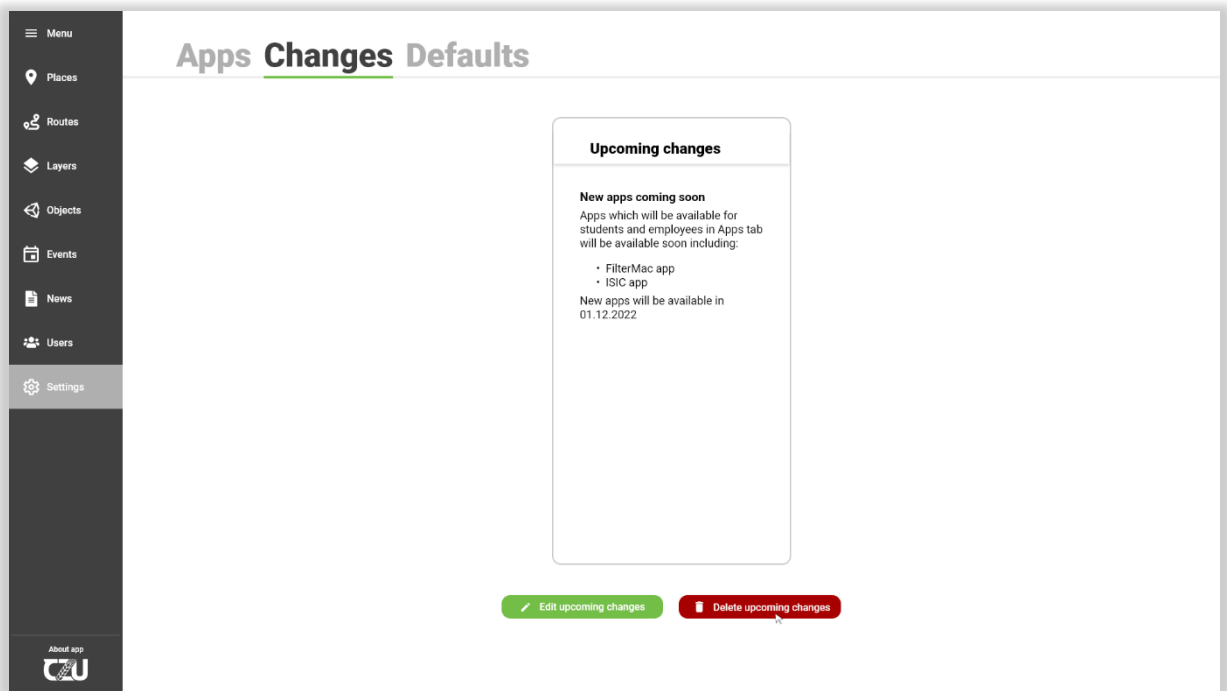 Menu
Places
Routes
Layers
Objects
Events
News
Users
Settings
About app
CZU
Apps Changes Defaults
Upcoming changes
New apps coming soon
Apps which will be available for
students and employees in Apps tab
will be available soon including:
• FilterMac app
• ISIC app
New apps will be available in
01.12.2022
Edit upcoming changes
Delete upcoming changes